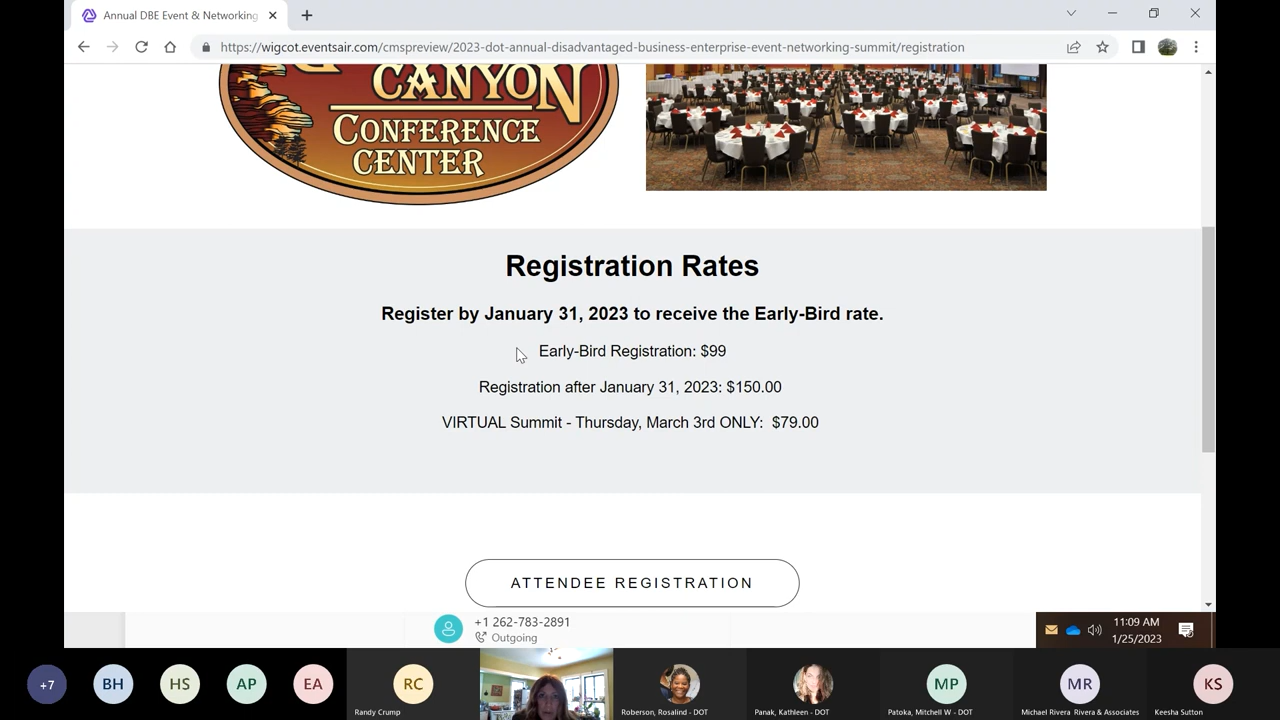 Annual DBE Event & Networking
https://wigcot.eventsair.com/cmspreview/2023-dot-annual-disadvantaged-business-enterprise-event-networking-summit/registration
CANYON
CONFERENCE
CENTER
Registration Rates
Register by January 31, 2023 to receive the Early-Bird rate.
Early-Bird Registration: $99
Registration after January 31, 2023: $150.00
VIRTUAL Summit - Thursday, March 3rd ONLY: $79.00
ATTENDEE REGISTRATION
+1 262-783-2891
Outgoing
11:09 AM
1/25/2023
+7
BH
HS
AP
EA
RC
MP
MR
KS
Randy Crump
Roberson, Rosalind - DOT
Panak, Kathleen - DOT
Patoka, Mitchell W - DOT
Michael Rivera Rivera & Associates
Keesha Sutton